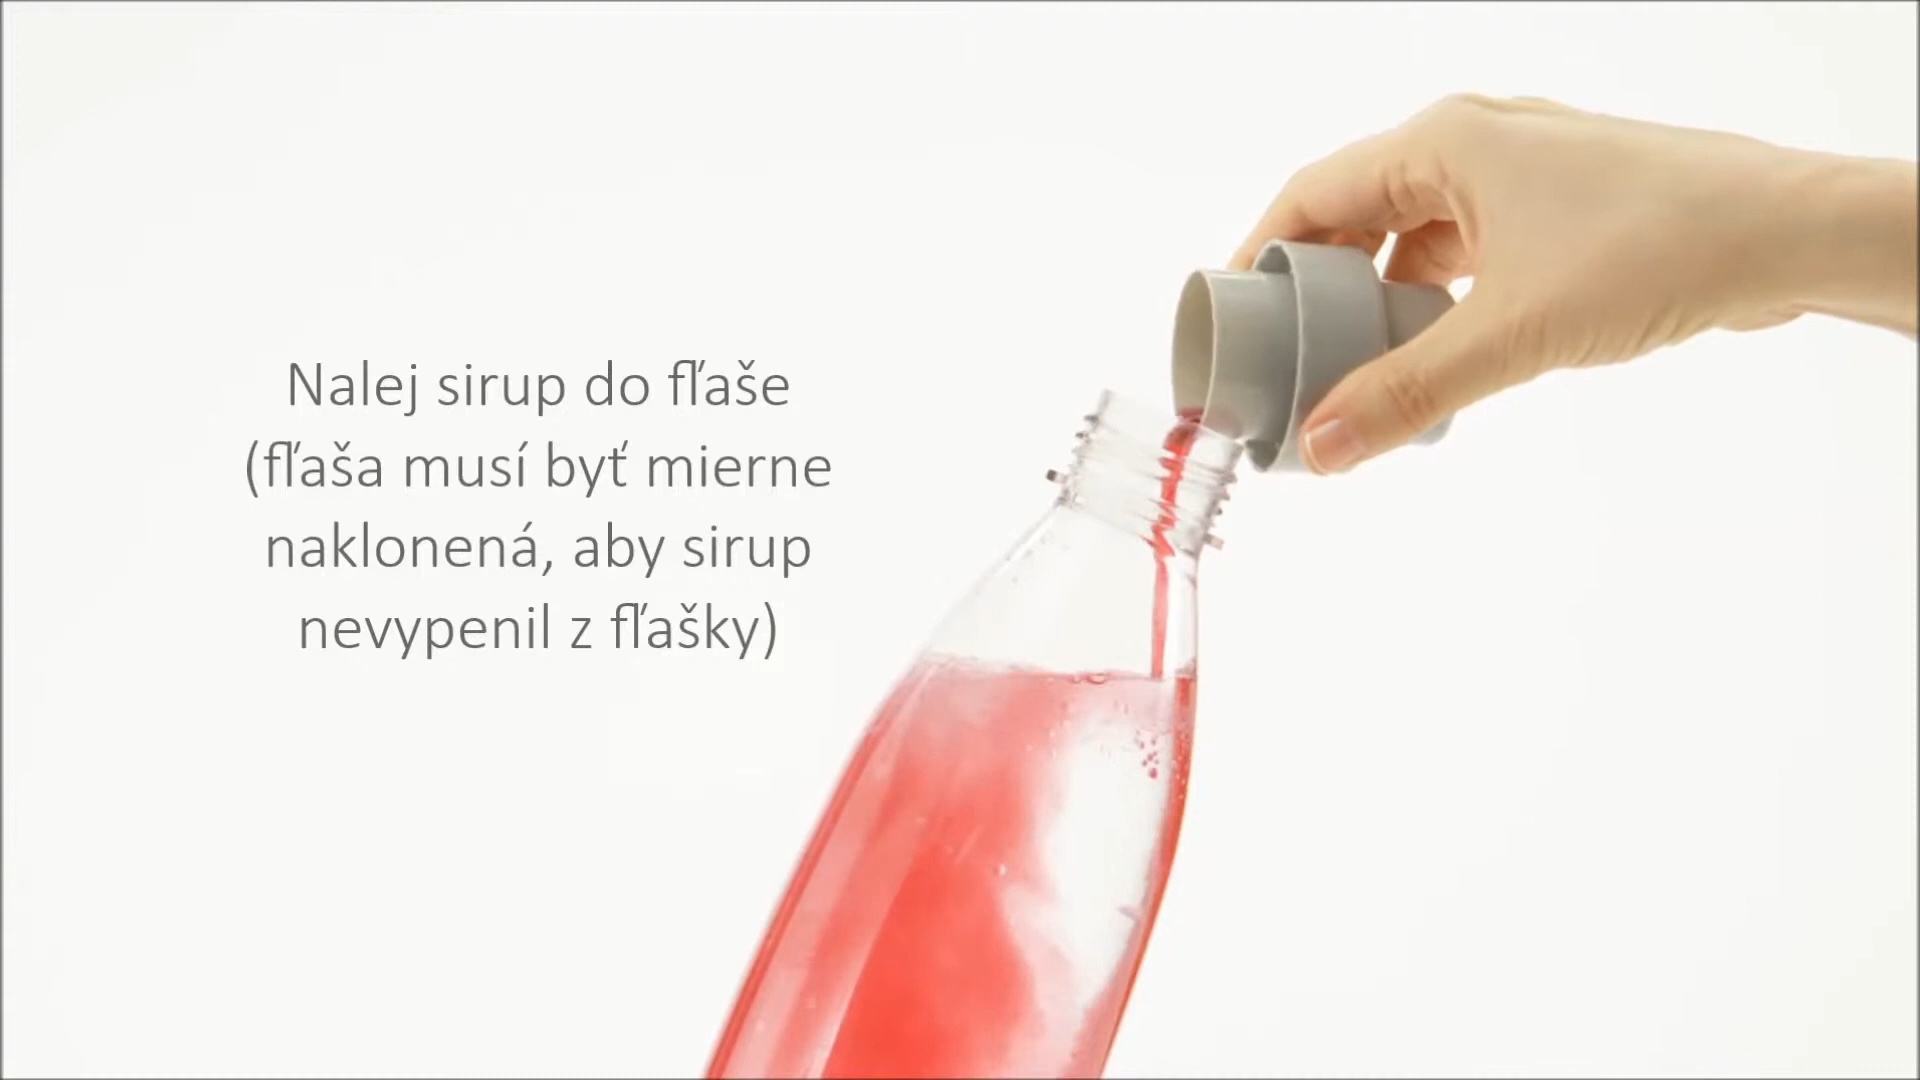 Nalej sirup do fľaše
(fľaša musí byť mierne
naklonená, aby sirup
nevypenil z fľašky)